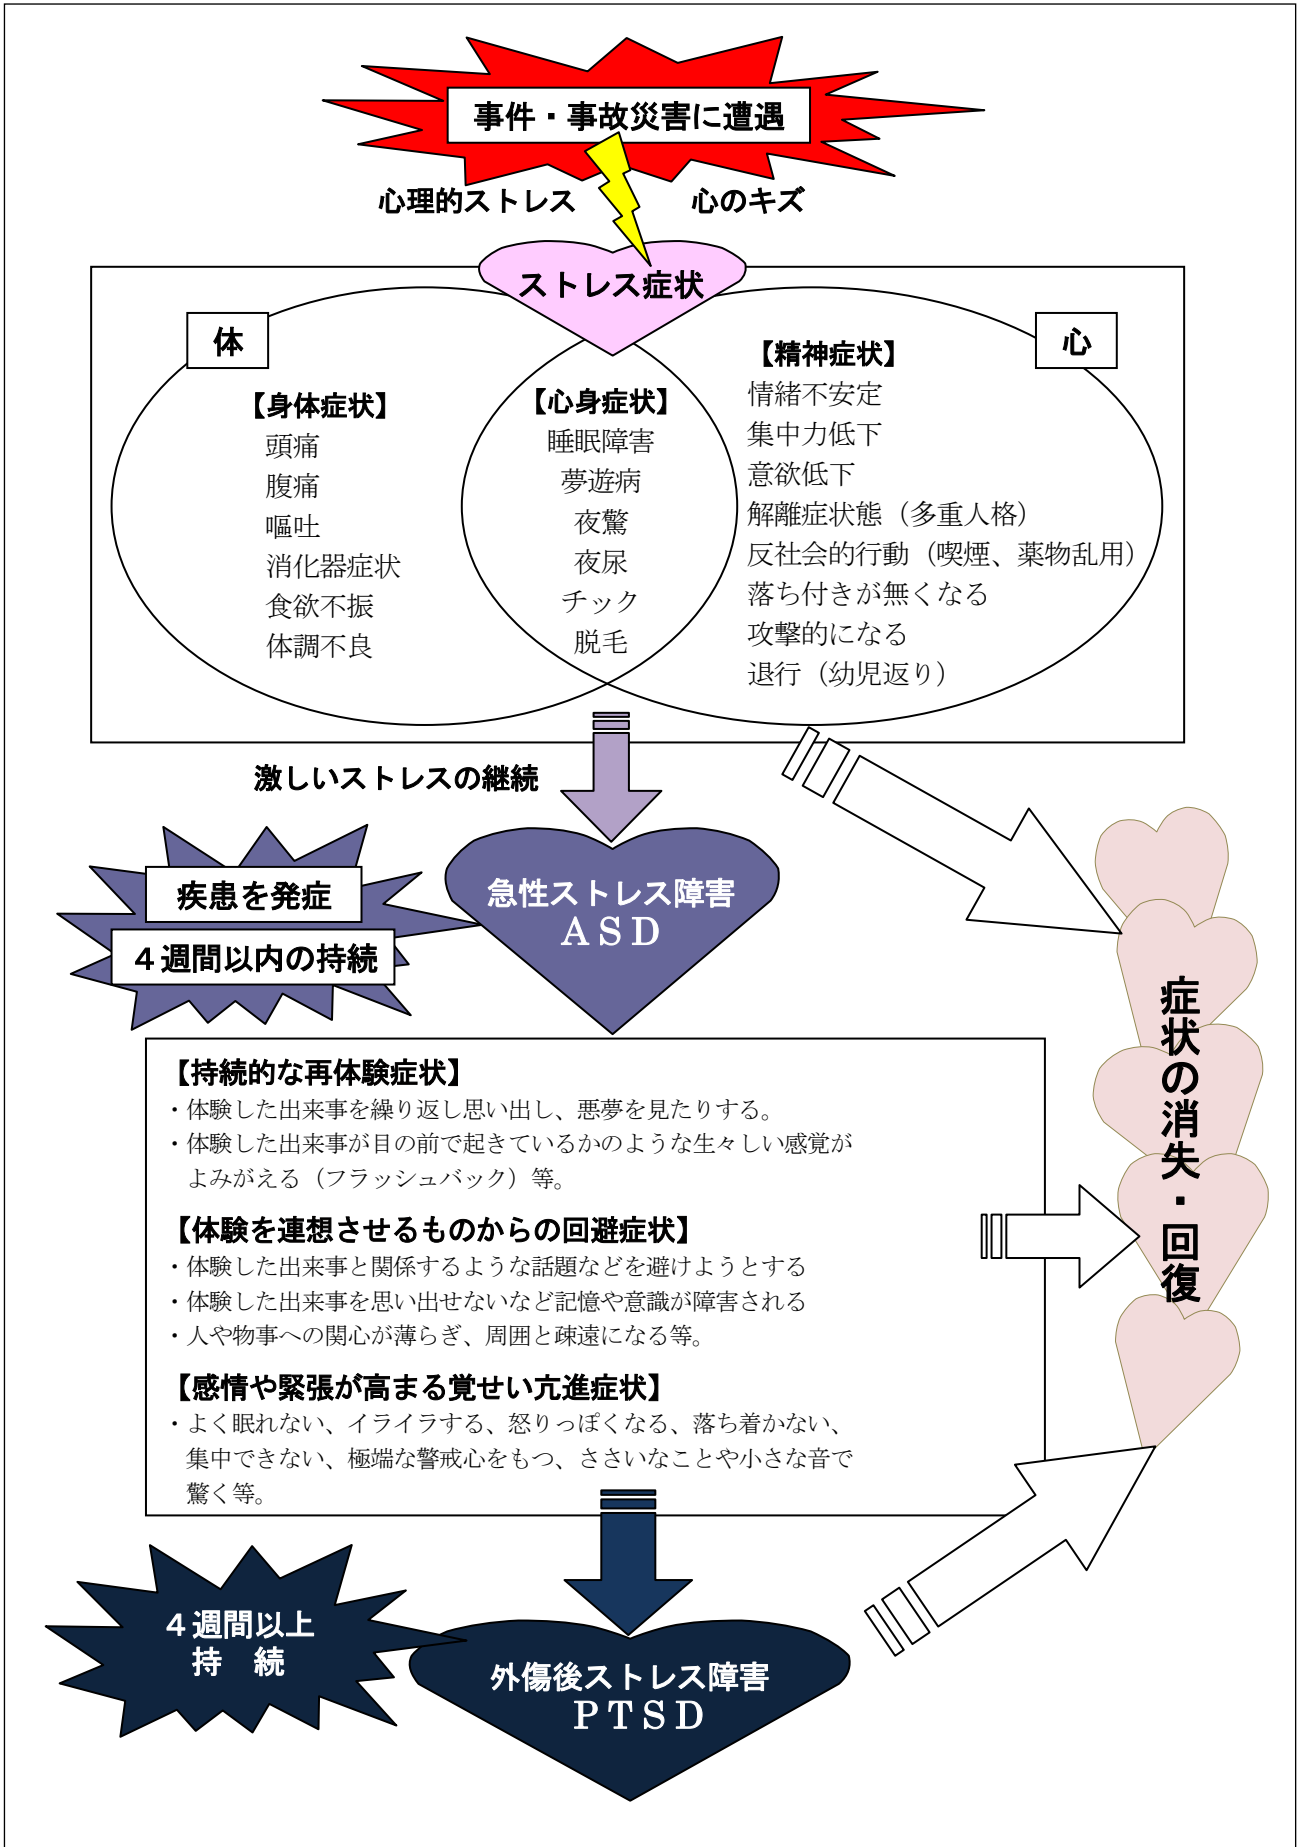 事件・事故災害に遭遇
心理的ストレス
心のキズ
ストレス症状
体
心
【身体症状】
頭痛
腹痛
嘔吐
消化器症状
食欲不振
体調不良
【心身症状】
睡眠障害
夢遊病
夜驚
夜尿
チック
脱毛
【精神症状】
情緒不安定
集中力低下
意欲低下
解離症状態（多重人格）
反社会的行動（喫煙、薬物乱用）
落ち付きが無くなる
攻撃的になる
退行（幼児返り）
激しいストレスの継続
疾患を発症
４週間以内の持続
急性ストレス障害
ＡＳＤ
【持続的な再体験症状】
・体験した出来事を繰り返し思い出し、悪夢を見たりする。
・体験した出来事が目の前で起きているかのような生々しい感覚が
よみがえる（フラッシュバック）等。
【体験を連想させるものからの回避症状】
・体験した出来事と関係するような話題などを避けようとする
・体験した出来事を思い出せないなど記憶や意識が障害される
・人や物事への関心が薄らぎ、周囲と疎遠になる等。
【感情や緊張が高まる覚せい亢進症状】
・よく眠れない、イライラする、怒りっぽくなる、落ち着かない、
集中できない、極端な警戒心をもつ、ささいなことや小さな音で
驚く等。
症状の消失・回復
４週間以上
持　続
外傷後ストレス障害
ＰＴＳＤ